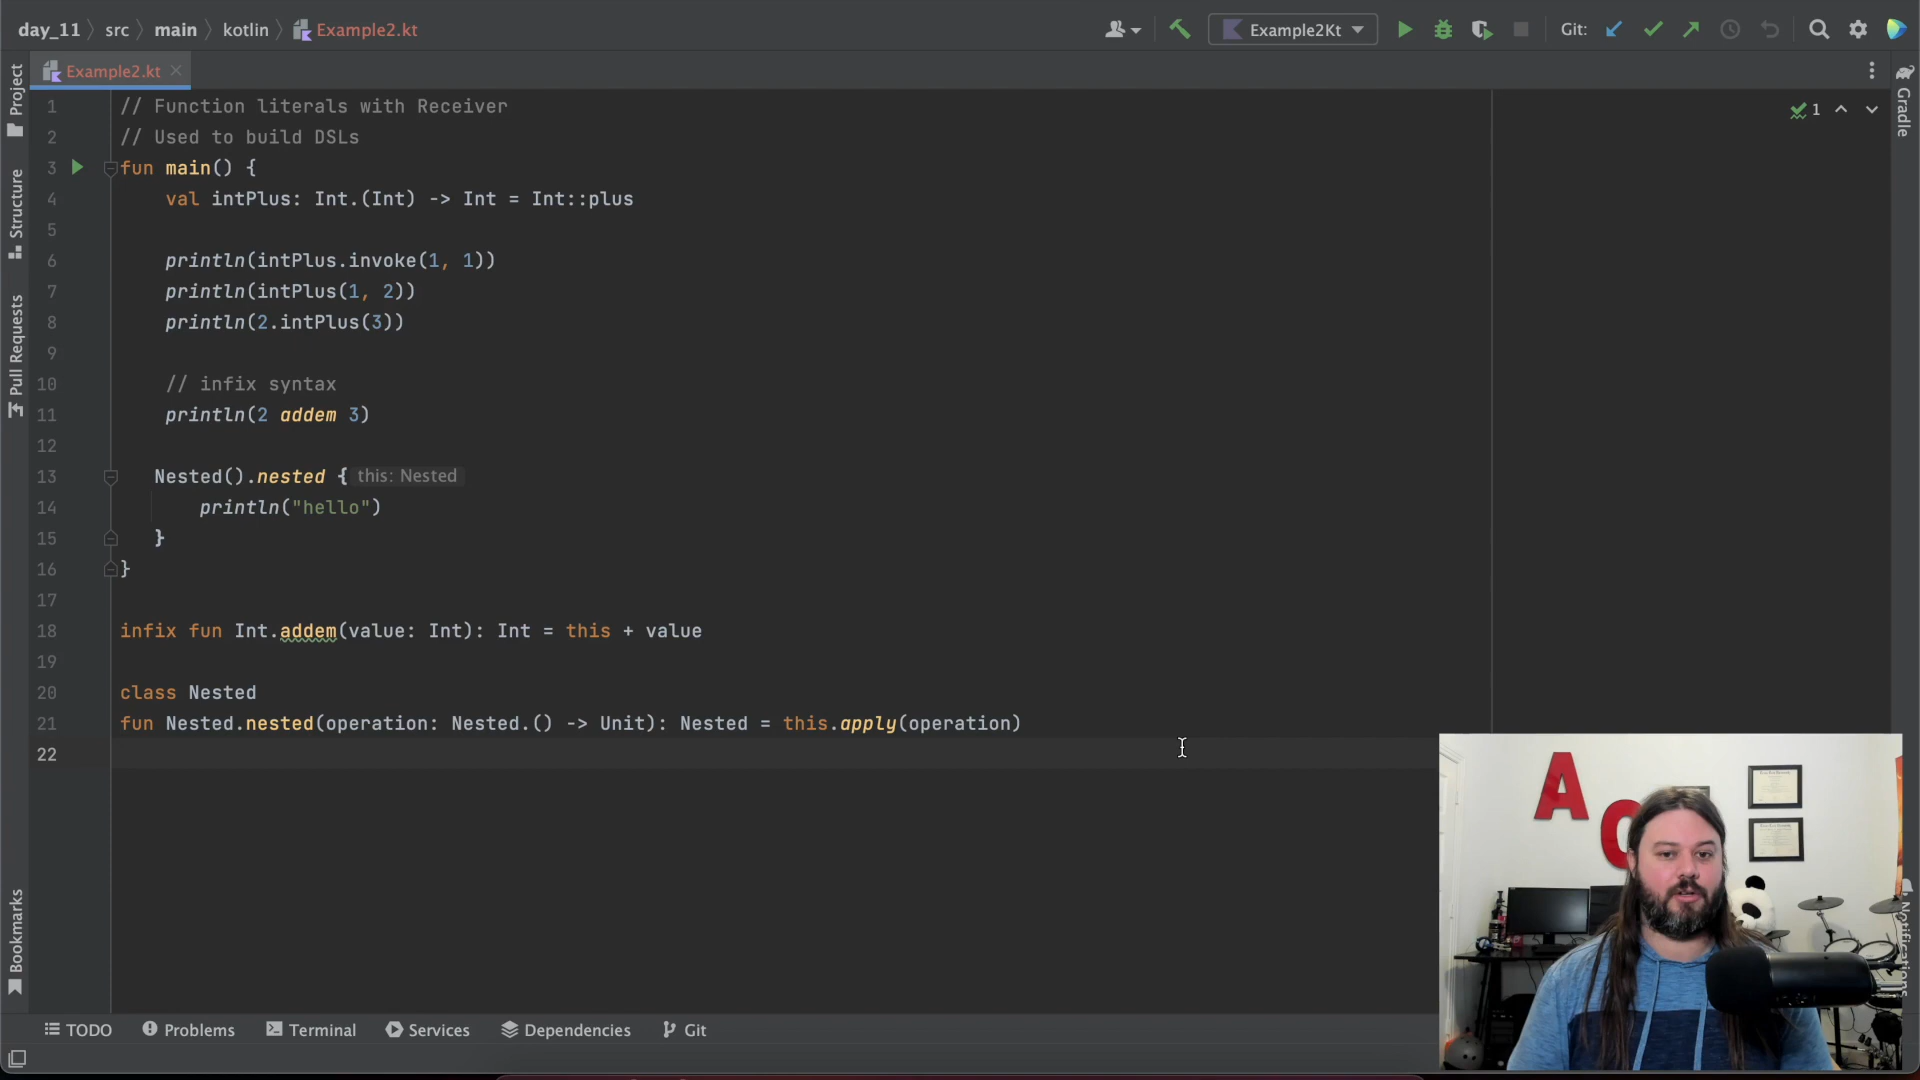 day_11 src main kotlin Example2.kt
Example2Kt Git:
Example2.kt
Project
Structure
Pull Requests
Bookmarks
Gradle
Notifications
1
1 // Function literals with Receiver
2 // Used to build DSLs
3 fun main() {
4 val intPlus: Int.(Int) -> Int = Int::plus
5
6 println(intPlus.invoke(1, 1))
7 println(intPlus(1, 2))
8 println(2.intPlus(3))
9
10 // infix syntax
11 println(2 addem 3)
12
13 Nested().nested { this: Nested
14 println("hello")
15 }
16 }
17
18 infix fun Int.addem(value: Int): Int = this + value
19
20 class Nested
21 fun Nested.nested(operation: Nested.() -> Unit): Nested = this.apply(operation)
22
A
TODO Problems Terminal Services Dependencies Git